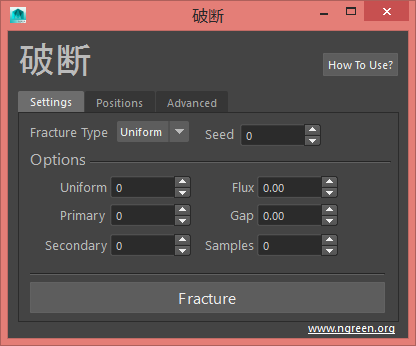 破断
破断
How To Use?
Settings Positions Advanced
Fracture Type Uniform Seed 0
Options
Uniform 0 Flux 0.00
Primary 0 Gap 0.00
Secondary 0 Samples 0
Fracture
www.ngreen.org